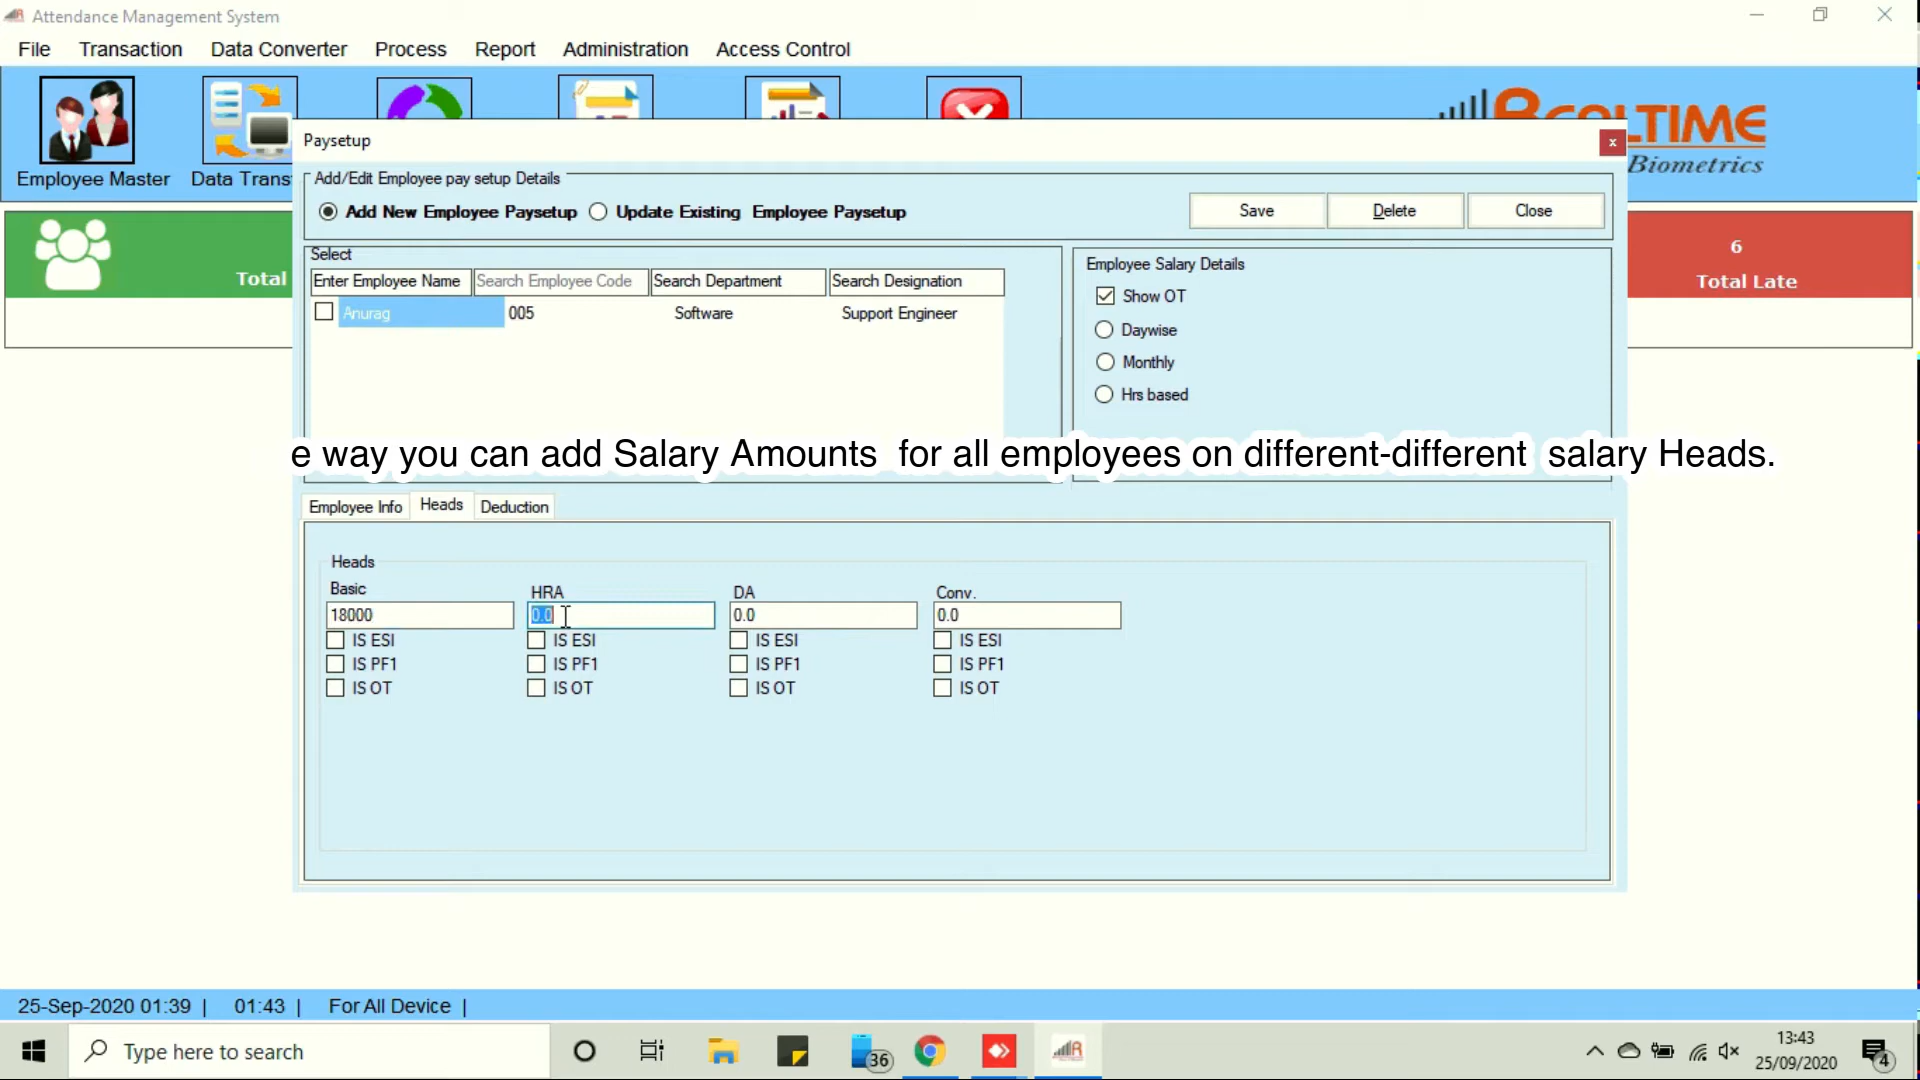 Attendance Management System
File Transaction Data Converter Process Report Administration Access Control
REALTIME
Biometrics
Employee Master
Data Trans
Paysetup
x
Add/Edit Employee pay setup Details
Add New Employee Paysetup
Update Existing Employee Paysetup
Save
Delete
Close
Total
6
Total Late
Select
Enter Employee Name Search Employee Code Search Department Search Designation
Anurag 005 Software Support Engineer
Employee Salary Details
Show OT
Daywise
Monthly
Hrs based
e way you can add Salary Amounts for all employees on different-different salary Heads.
Employee Info Heads Deduction
Heads
Basic HRA DA Conv.
18000 0.0 0.0 0.0
IS ESI IS ESI IS ESI IS ESI
IS PF1 IS PF1 IS PF1 IS PF1
IS OT IS OT IS OT IS OT
25-Sep-2020 01:39 | 01:43 | For All Device |
Type here to search
36
13:43
25/09/2020
4